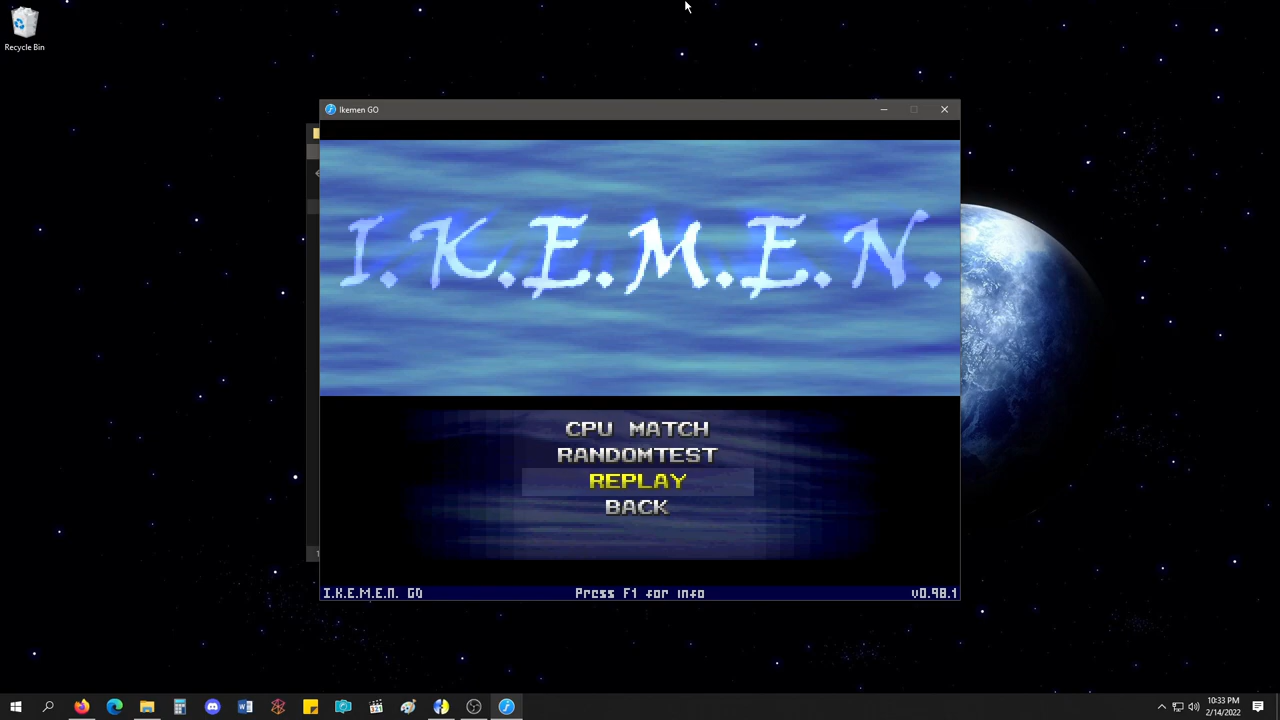 Recycle Bin
Ikemen GO
I.K.E.M.E.N.
CPU MATCH
RANDOMTEST
REPLAY
BACK
I.K.E.M.E.N. GO
Press F1 for info
v0.98.1
10:33 PM
2/14/2022